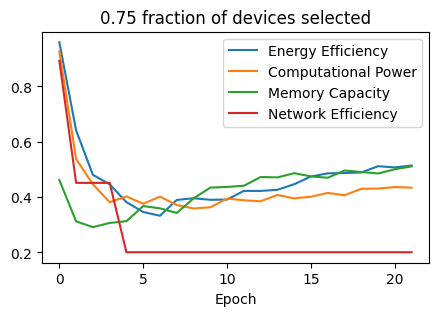 0.75 fraction of devices selected
Energy Efficiency
Computational Power
Memory Capacity
Network Efficiency
0.8
0.6
0.4
0.2
0 5 10 15 20
Epoch